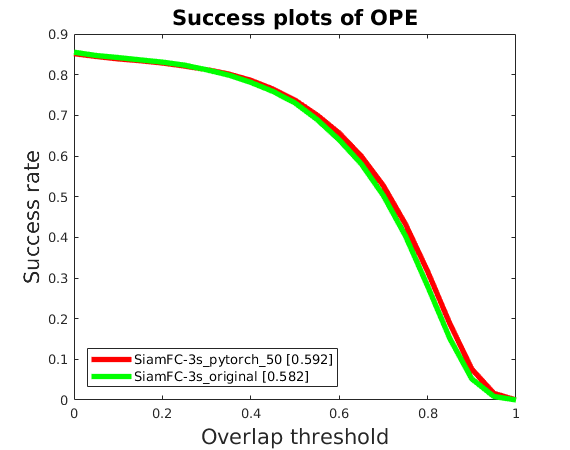 Success plots of OPE
0.9
0.8
0.7
0.6
0.5
0.4
0.3
0.2
0.1
0
Success rate
SiamFC-3s_pytorch_50 [0.592]
SiamFC-3s_original [0.582]
0 0.2 0.4 0.6 0.8 1
Overlap threshold